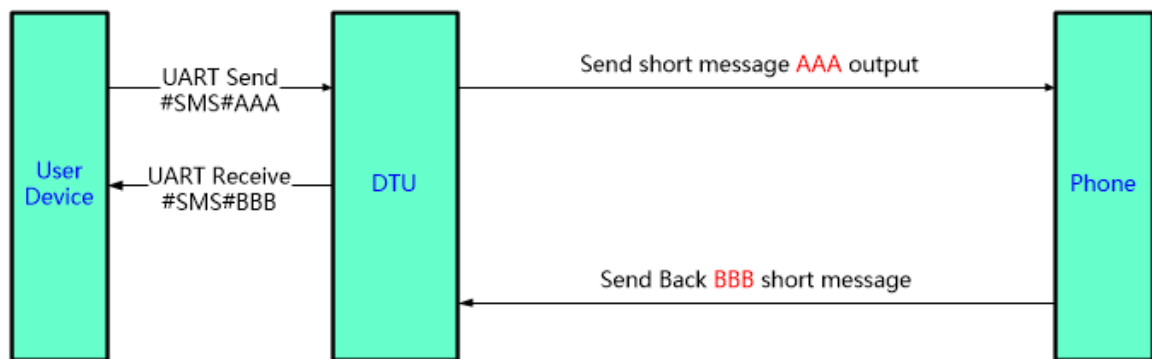 UART Send
#SMS#AAA
Send short message AAA output
User
Device
UART Receive
#SMS#BBB
DTU
Phone
Send Back BBB short message